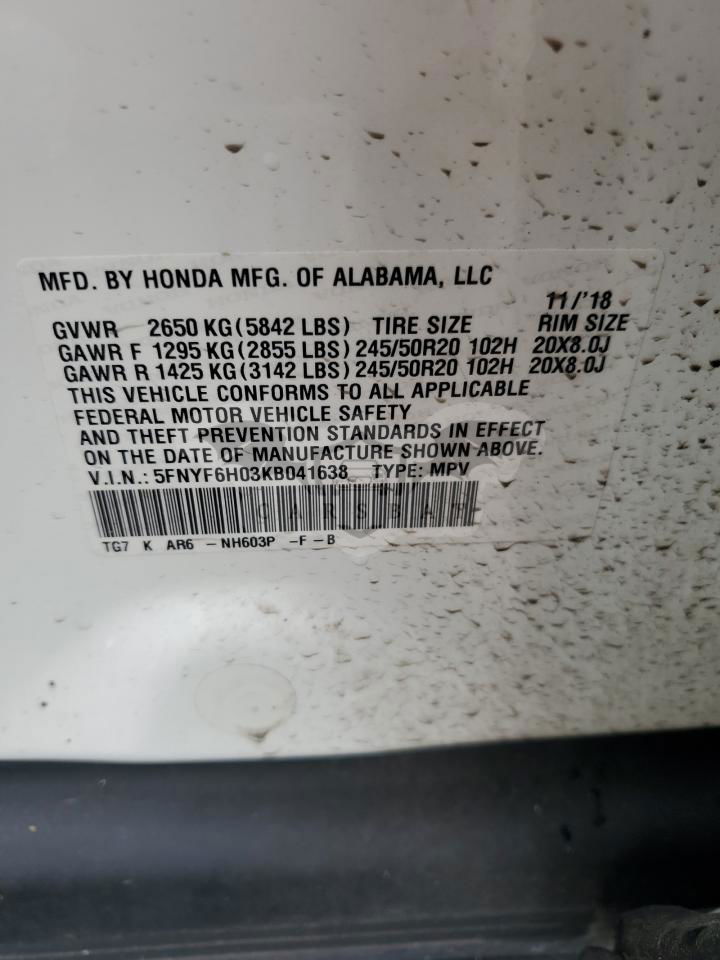 MFD. BY HONDA MFG. OF ALABAMA, LLC
11/'18
GVWR 2650 KG (5842 LBS) TIRE SIZE RIM SIZE
GAWR F 1295 KG (2855 LBS) 245/50R20 102H 20X8.0J
GAWR R 1425 KG (3142 LBS) 245/50R20 102H 20X8.0J
THIS VEHICLE CONFORMS TO ALL APPLICABLE
FEDERAL MOTOR VEHICLE SAFETY
AND THEFT PREVENTION STANDARDS IN EFFECT
ON THE DATE OF MANUFACTURE SHOWN ABOVE.
V.I.N.: 5FNYF6H03KB041638 TYPE: MPV
TG7 K AR6 - NH603P -F - B